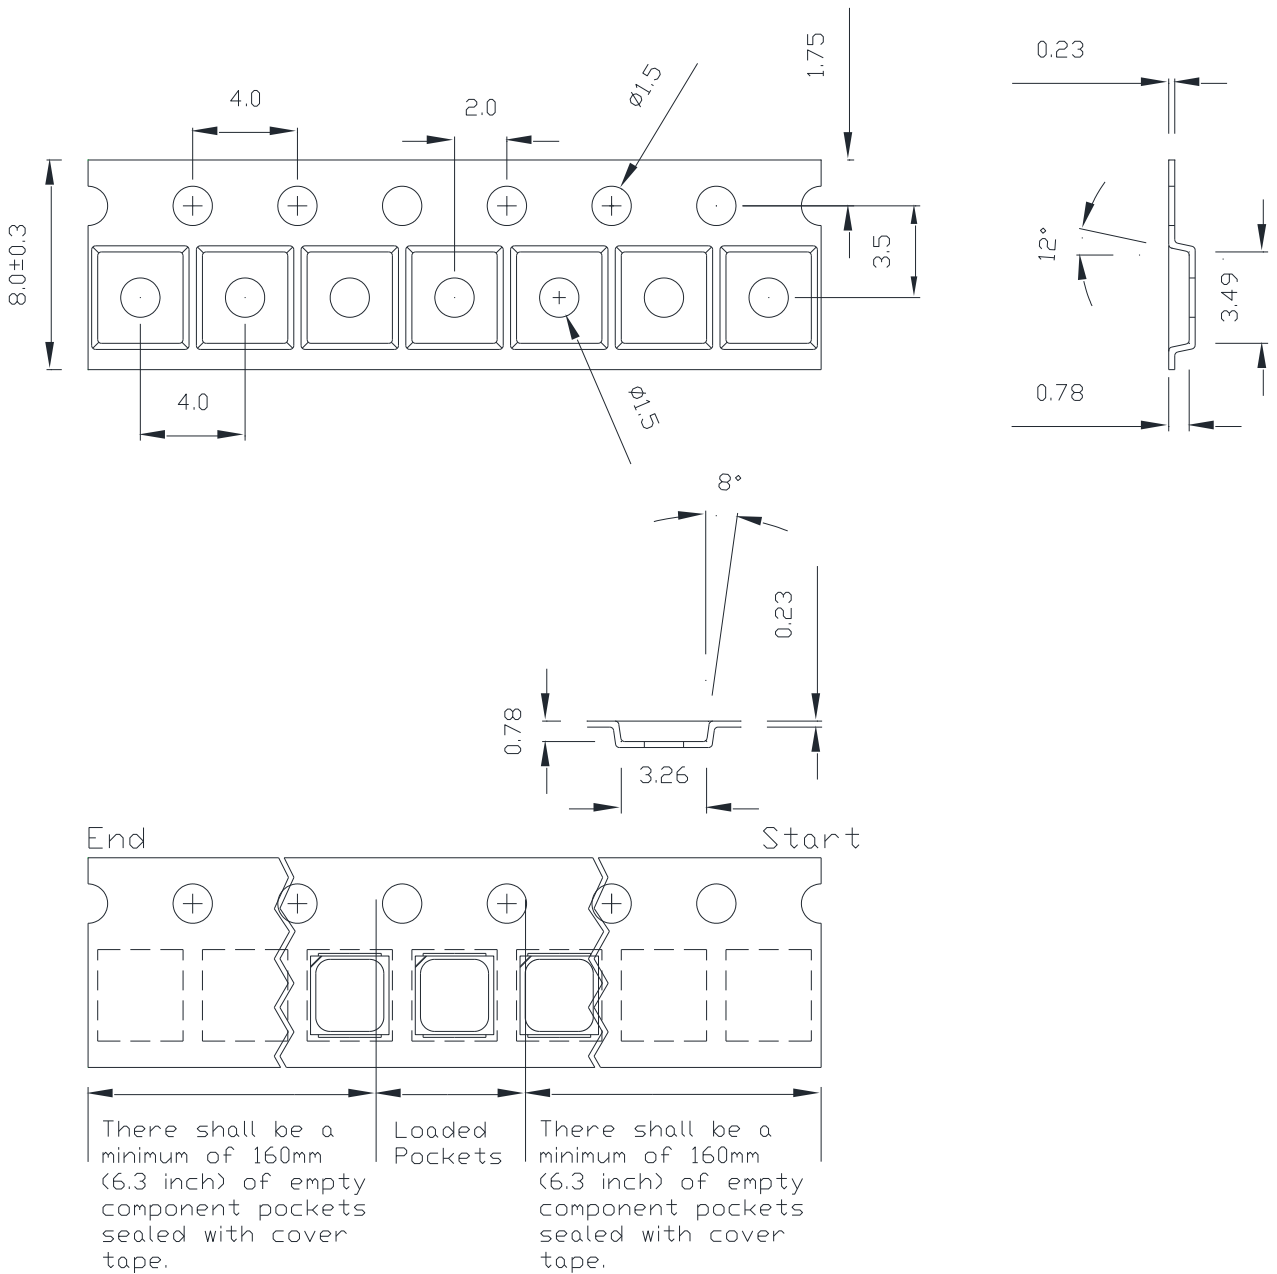 1.75
0.23
4.0
2.0
⌀1.5
8.0±0.3
3.5
12°
3.49
4.0
⌀1.5
0.78
8°
0.23
0.78
3.26
End
Start
There shall be a
minimum of 160mm
(6.3 inch) of empty
component pockets
sealed with cover
tape.
Loaded
Pockets
There shall be a
minimum of 160mm
(6.3 inch) of empty
component pockets
sealed with cover
tape.